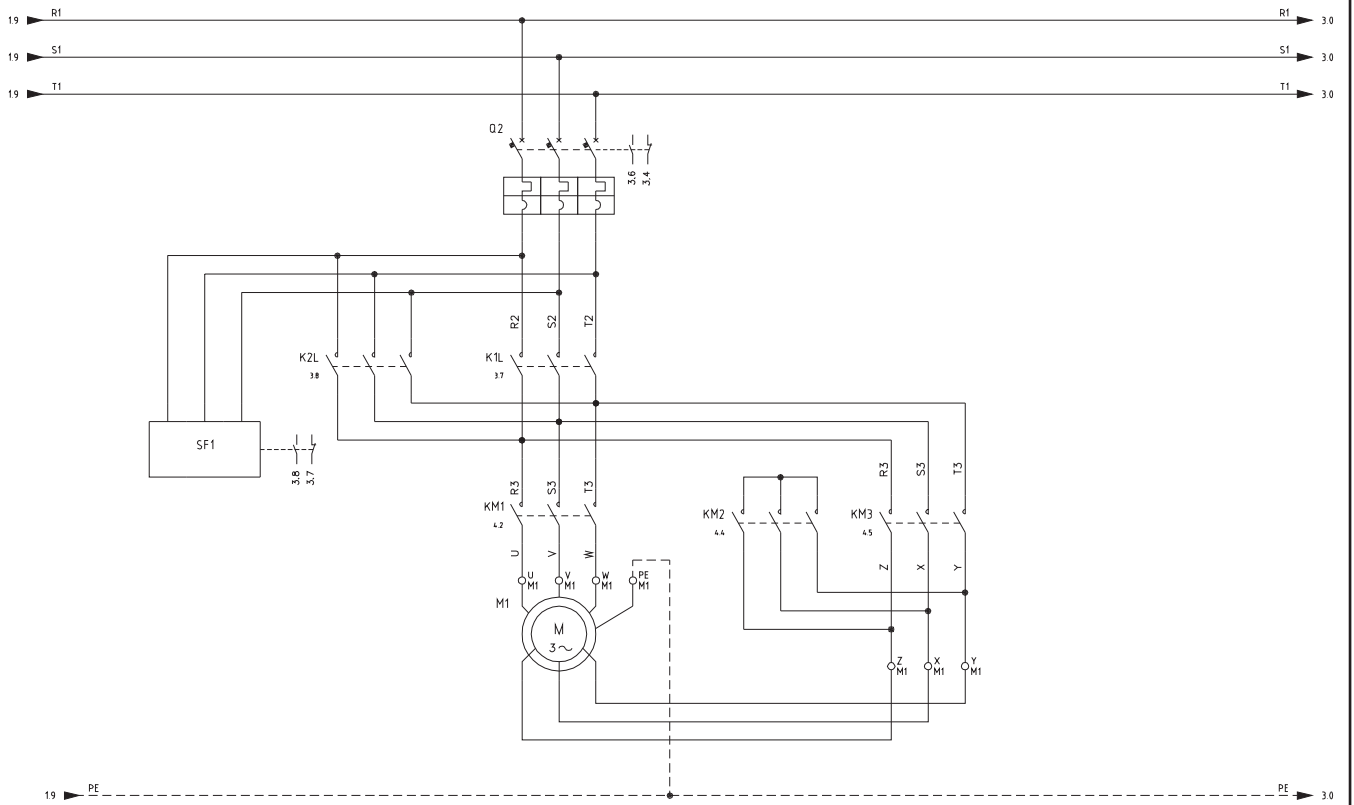 1.9 R1 R1 3.0
1.9 S1 S1 3.0
1.9 T1 T1 3.0
Q2
3.6 3.4
R2 S2 T2
K2L K1L
3.8 3.7
SF1
3.8 3.7
R3 S3 T3
R3 S3 T3
KM1 KM2 KM3
4.2 4.4 4.5
U V W
Z X Y
U V W PE
M1 M1 M1 M1
M1
M
3~
Z X Y
M1 M1 M1
1.9 PE PE 3.0